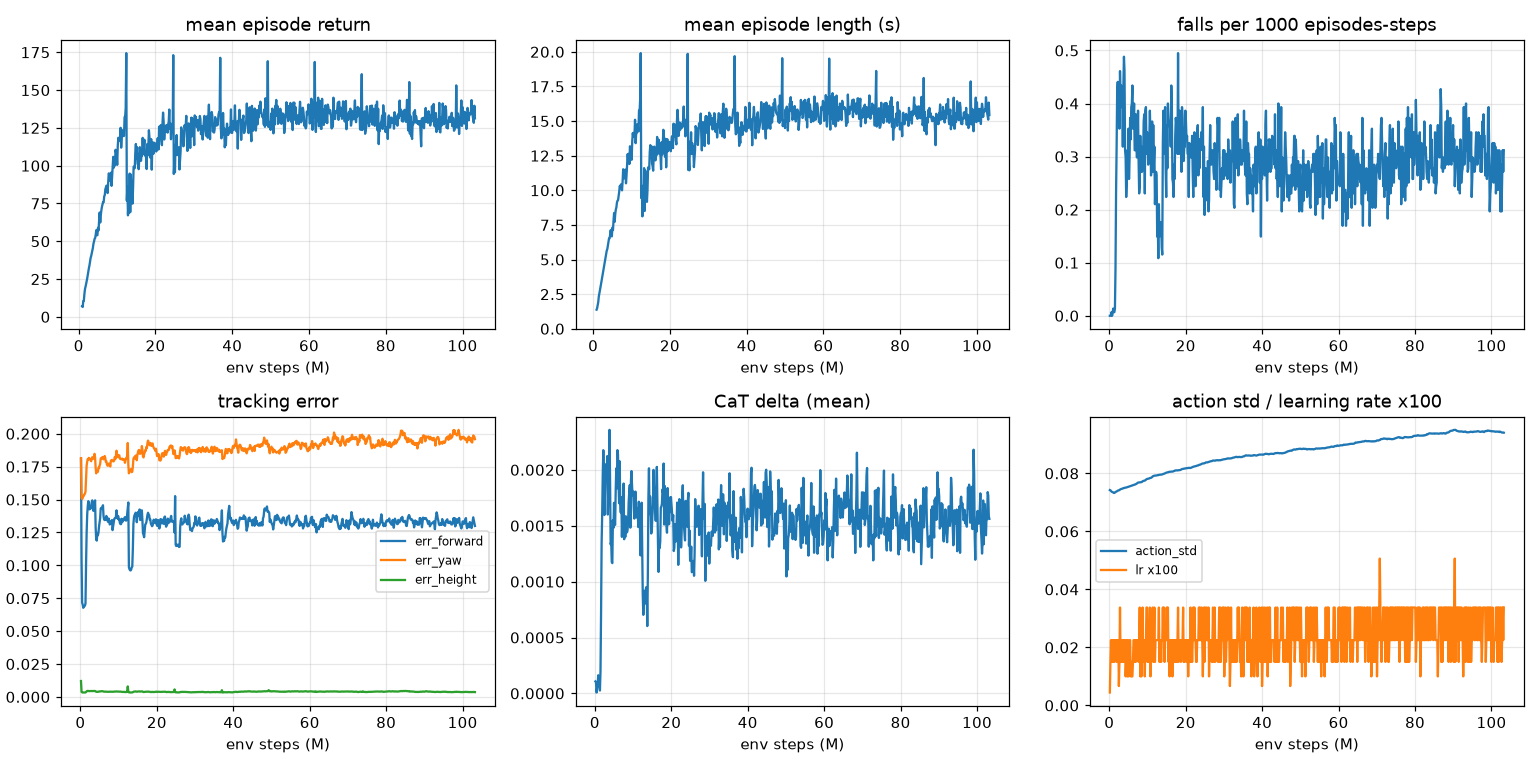 mean episode return
175
150
125
100
75
50
25
0
0 20 40 60 80 100
env steps (M)
mean episode length (s)
20.0
17.5
15.0
12.5
10.0
7.5
5.0
2.5
0.0
0 20 40 60 80 100
env steps (M)
falls per 1000 episodes-steps
0.5
0.4
0.3
0.2
0.1
0.0
0 20 40 60 80 100
env steps (M)
tracking error
0.200
0.175
0.150
0.125
0.100
0.075
0.050
0.025
0.000
err_forward
err_yaw
err_height
0 20 40 60 80 100
env steps (M)
CaT delta (mean)
0.0020
0.0015
0.0010
0.0005
0.0000
0 20 40 60 80 100
env steps (M)
action std / learning rate x100
0.08
0.06
0.04
0.02
0.00
action_std
lr x100
0 20 40 60 80 100
env steps (M)